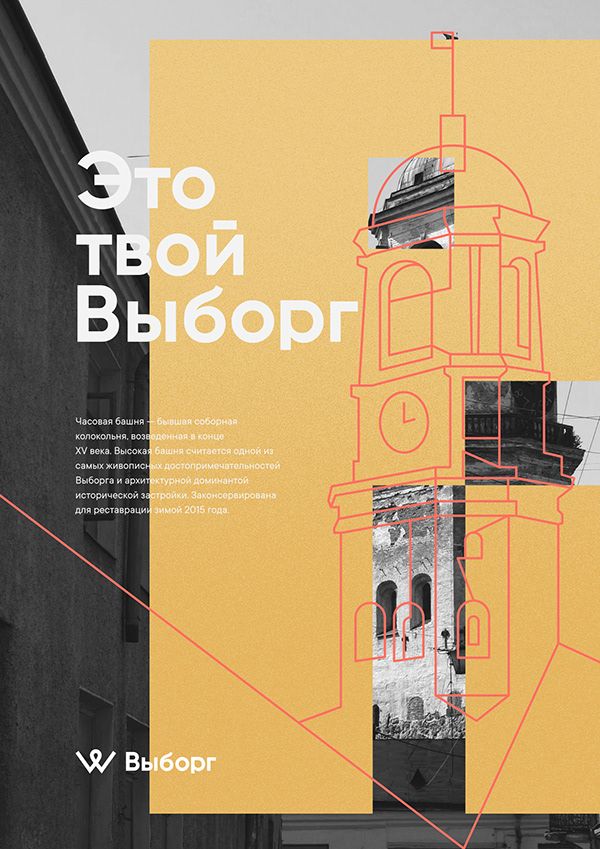 Это
твой
Выборг
Часовая башня — бывшая соборная
колокольня, возведенная в конце
XV века. Высокая башня считается одной из
самых живописных достопримечательностей
Выборга и архитектурной доминантой
исторической застройки. Законсервирована
для реставрации зимой 2015 года.
Выборг